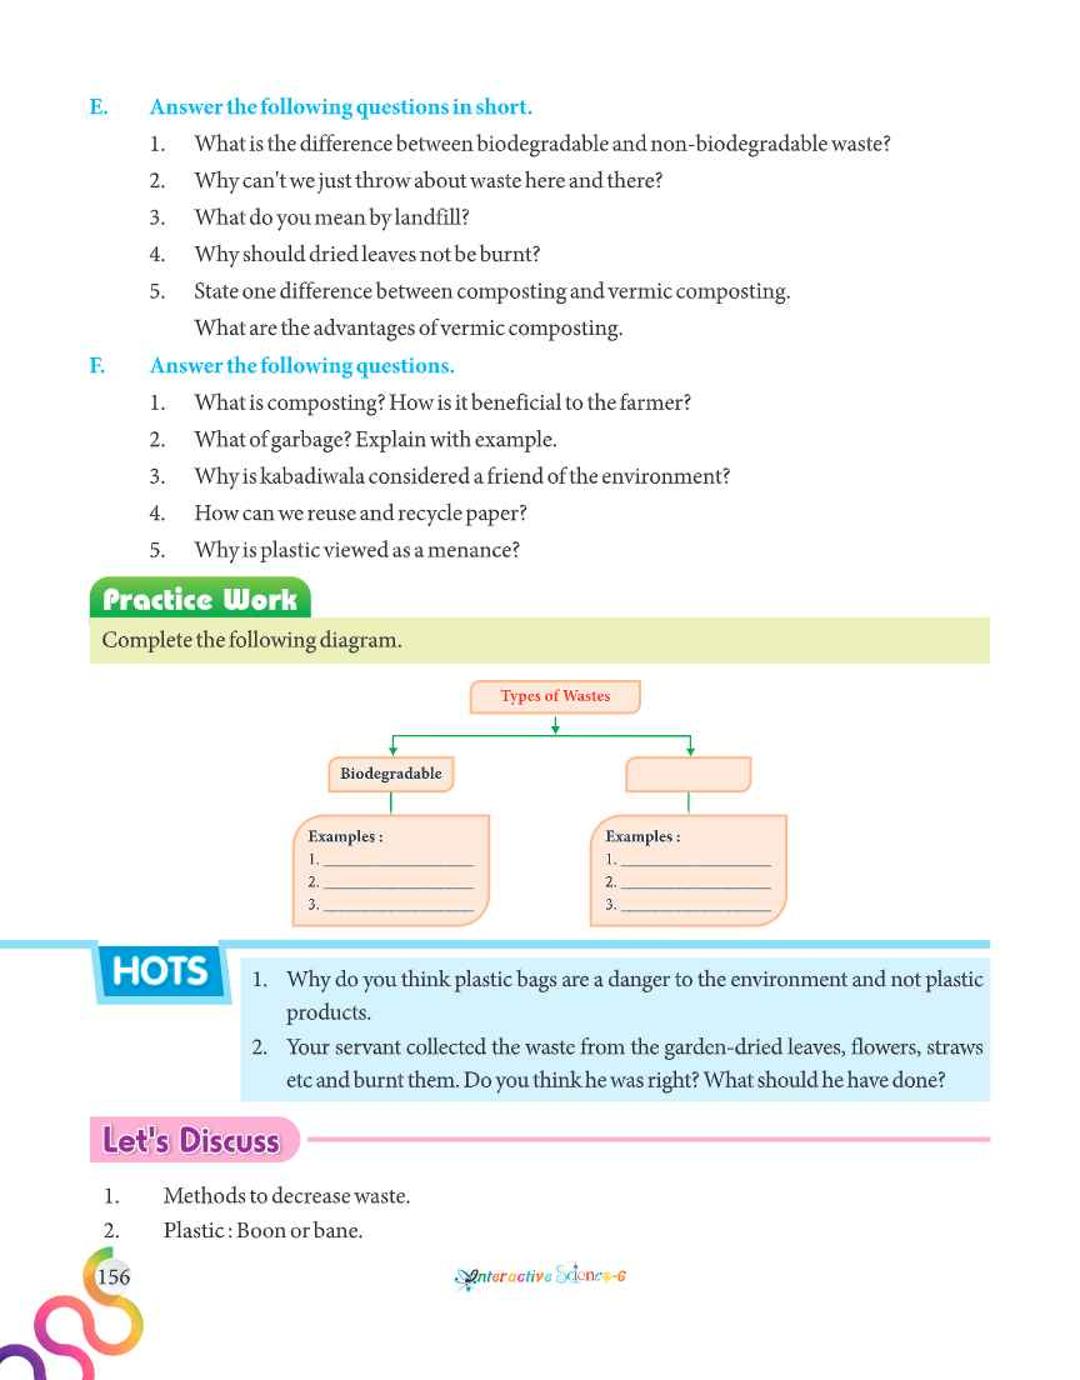 E. Answer the following questions in short.
1. What is the difference between biodegradable and non-biodegradable waste?
2. Why can't we just throw about waste here and there?
3. What do you mean by landfill?
4. Why should dried leaves not be burnt?
5. State one difference between composting and vermic composting.
What are the advantages of vermic composting.
F. Answer the following questions.
1. What is composting? How is it beneficial to the farmer?
2. What of garbage? Explain with example.
3. Why is kabadiwala considered a friend of the environment?
4. How can we reuse and recycle paper?
5. Why is plastic viewed as a menance?
Practice Work
Complete the following diagram.
Types of Wastes
Biodegradable
Examples :
1.
2.
3.
Examples :
1.
2.
3.
HOTS
1. Why do you think plastic bags are a danger to the environment and not plastic
products.
2. Your servant collected the waste from the garden-dried leaves, flowers, straws
etc and burnt them. Do you think he was right? What should he have done?
Let's Discuss
1. Methods to decrease waste.
2. Plastic : Boon or bane.
156
Interactive Science-6